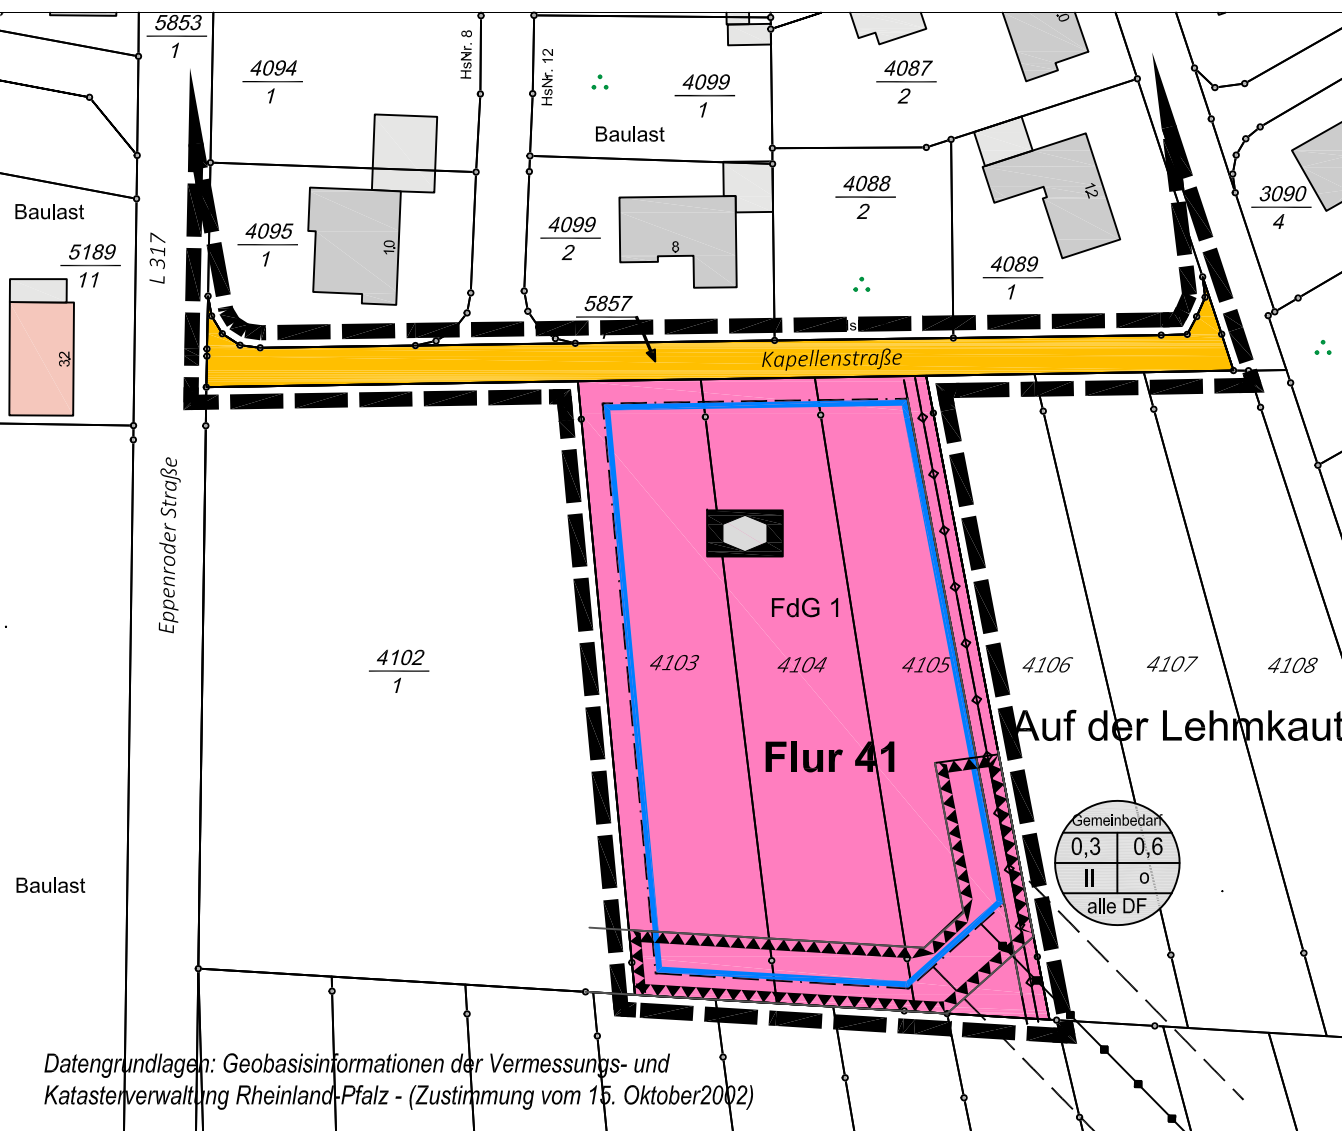 5853
1
4094
1
HsNr. 8
HsNr. 12
4099
1
4087
2
Baulast
Baulast
4088
2
12
3090
4
5189
11
L 317
4095
1
10
4099
2
8
4089
1
5857
32
Kapellenstraße
Eppenroder Straße
FdG 1
4102
1
4103
4104
4105
4106
4107
4108
Auf der Lehmkaut
Flur 41
Gemeinbedarf
0,3
0,6
II
o
alle DF
Baulast
Datengrundlagen: Geobasisinformationen der Vermessungs- und
Katasterverwaltung Rheinland-Pfalz - (Zustimmung vom 15. Oktober2002)